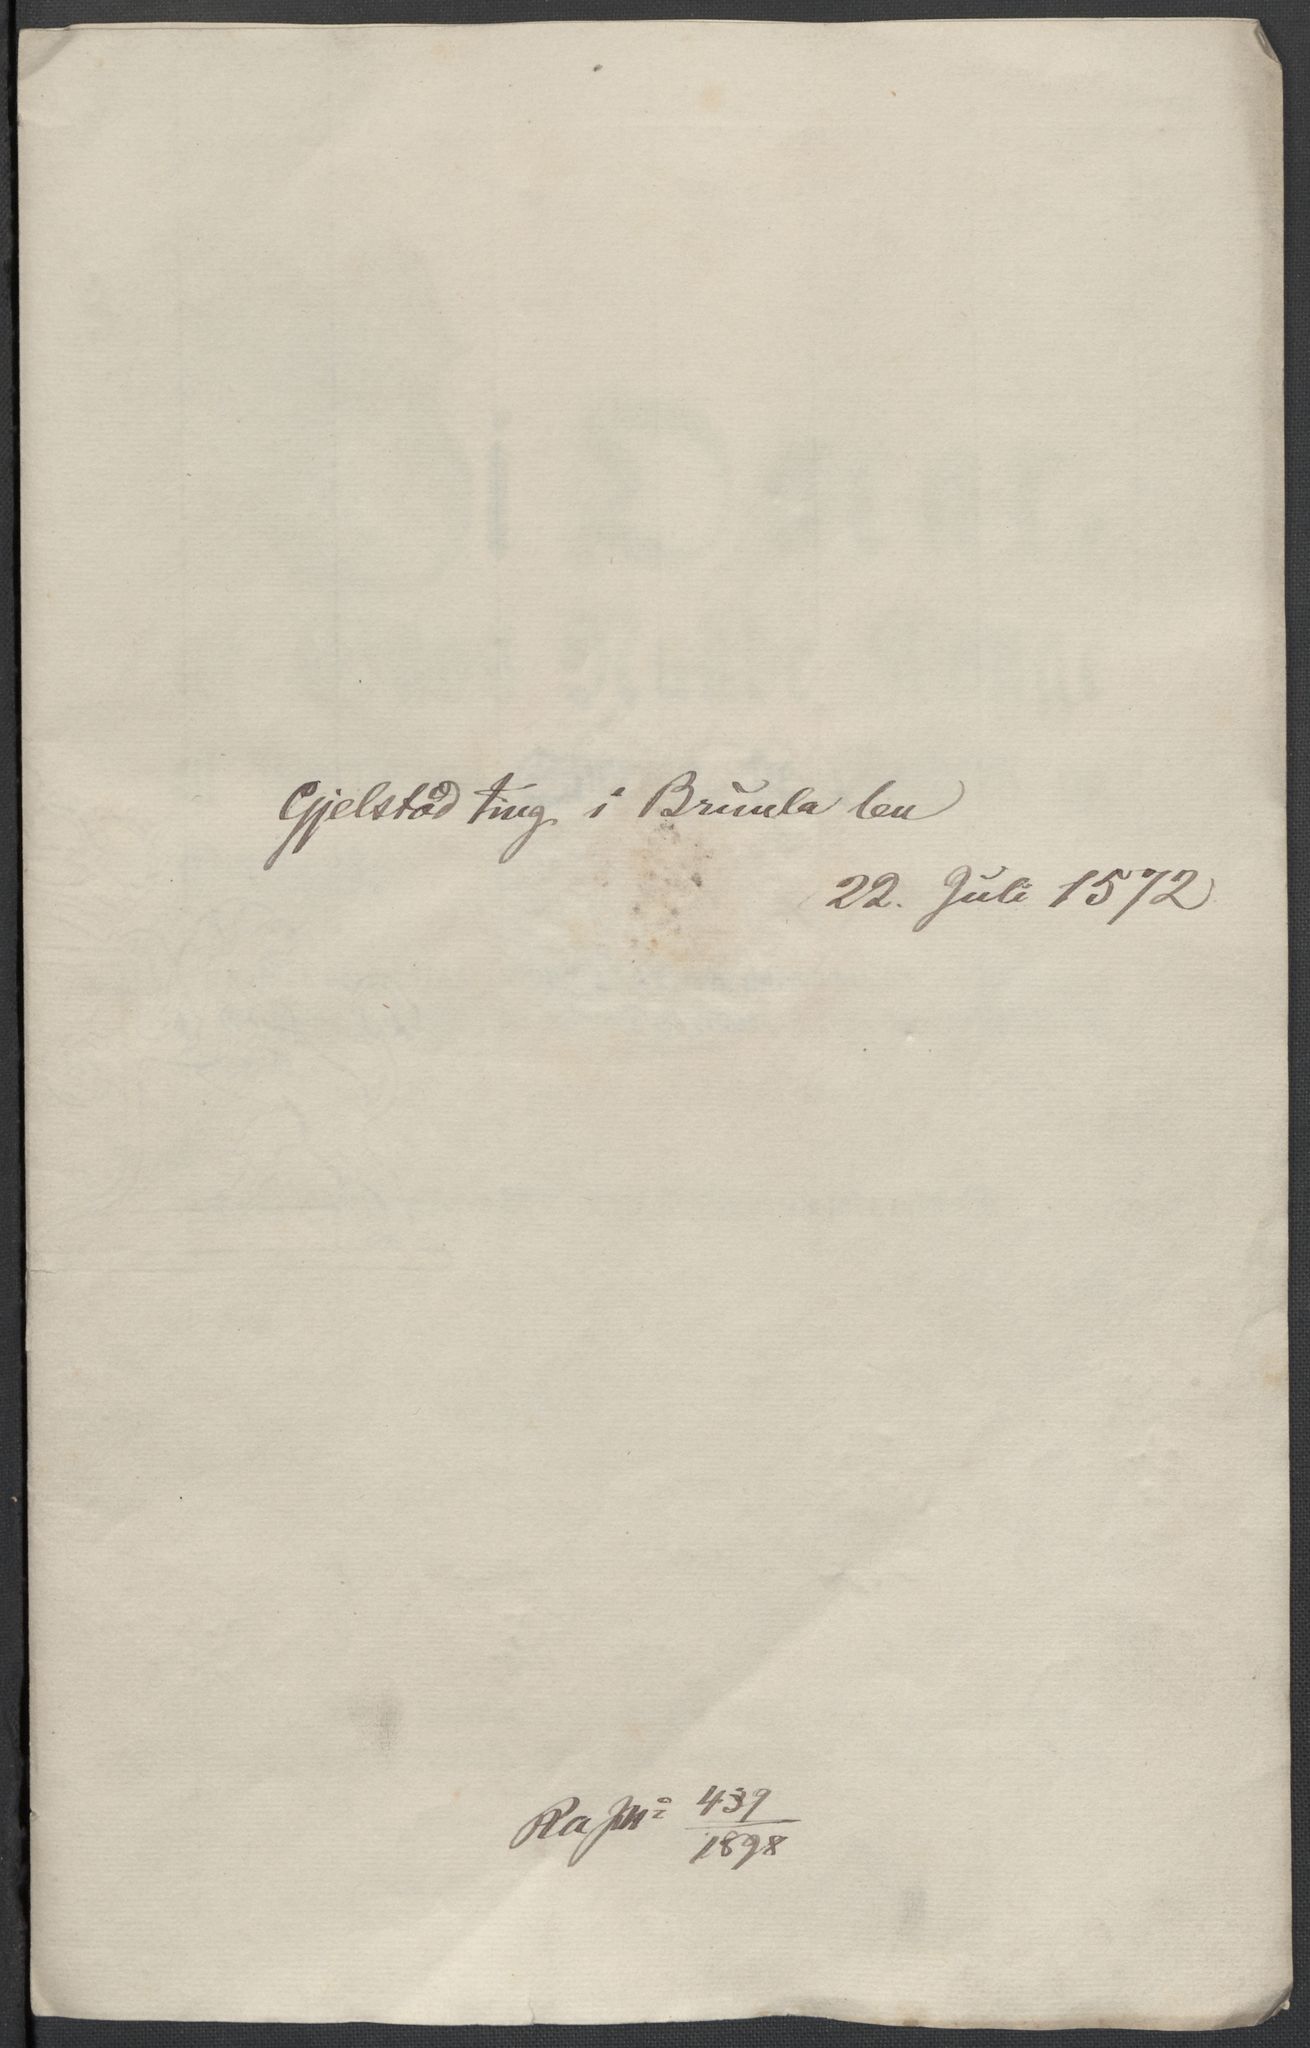 Gjelstad Ting i Brunla len
22. Juli 1572
Ra jn: 439
1898